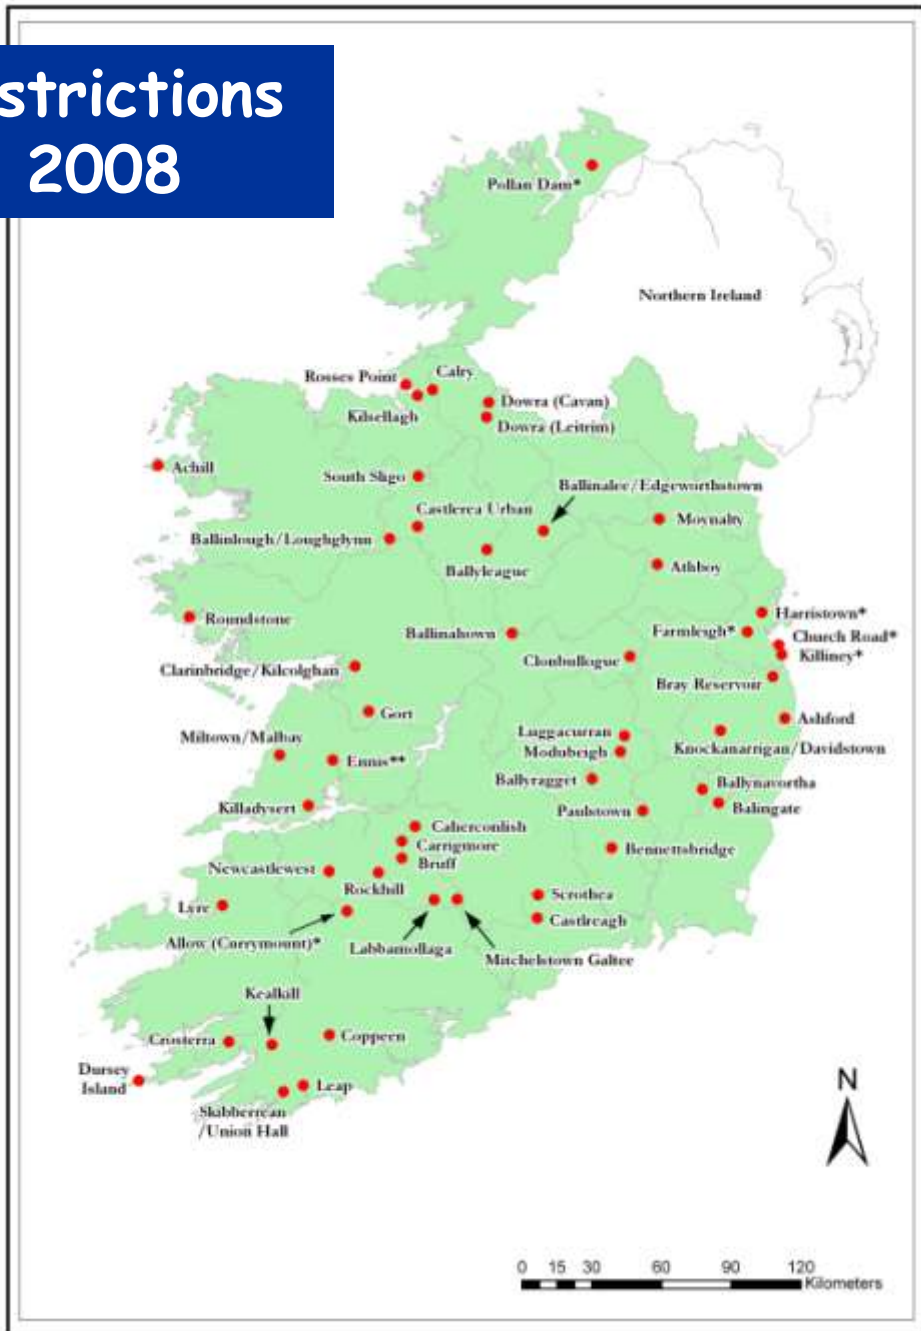 strictions
2008
Pollan Dam*
Northern Ireland
Rosses Point
Calry
Kilsellagh
Dowra (Cavan)
Dowra (Leitrim)
Achill
South Sligo
Ballinalee/Edgeworthstown
Castlerea Urban
Moynalty
Ballinlough/Loughglynn
Ballyleague
Athboy
Roundstone
Harristown*
Ballinahown
Farmleigh*
Church Road*
Clonbullogue
Killiney*
Clarinbridge/Kilcolghan
Bray Reservoir
Gort
Ashford
Luggacurran
Miltown/Malbay
Knockanarrigan/Davidstown
Modubeigh
Ennis**
Ballyragget
Ballynavortha
Killadysert
Paulstown
Balingate
Caherconlish
Carrigmore
Bennettsbridge
Bruff
Newcastlewest
Rockhill
Scrothea
Lyre
Castlreagh
Allow (Currymount)*
Labbamollaga
Mitchelstown Galtee
Kealkill
Crosterra
Coppeen
Dursey
Island
Leap
Skibberrean
/Union Hall
N
0 15 30 60 90 120
Kilometers